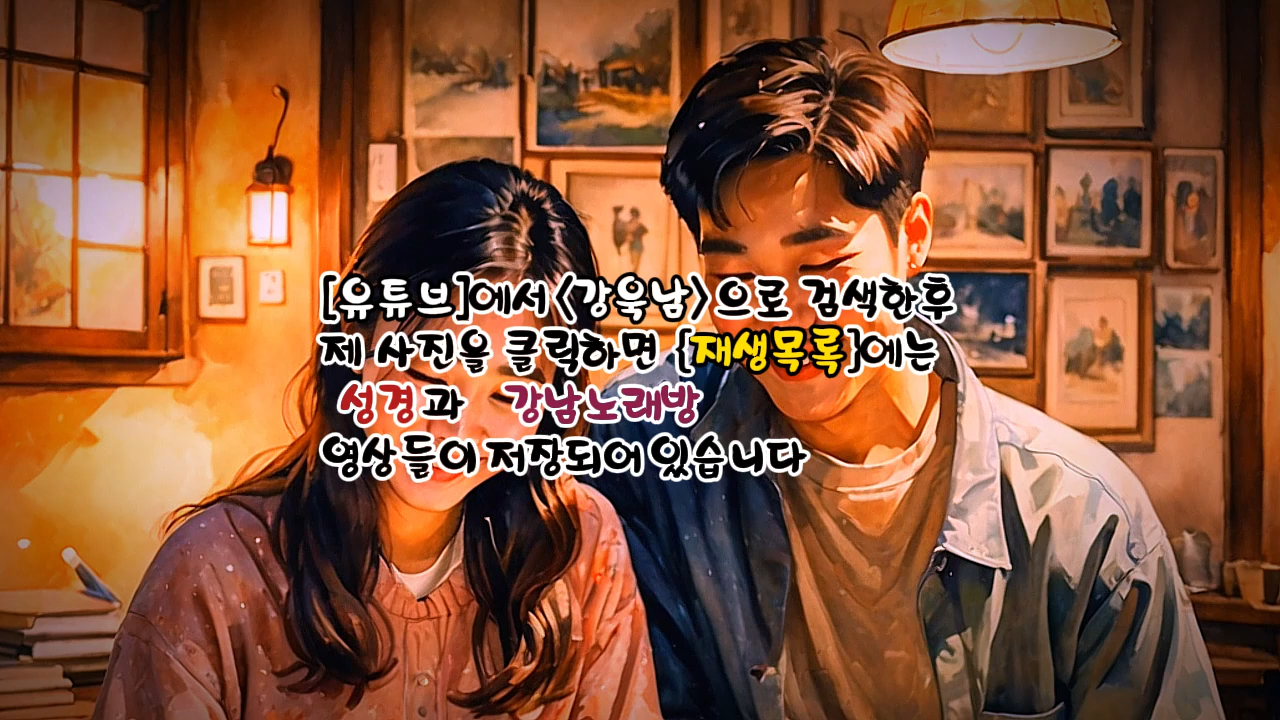 [유튜브]에서 <강욱남> 으로 검색한후
제 사진을 클릭하면 {재생목록}에는
성경과 강남노래방
영상들이 저장되어 있습니다